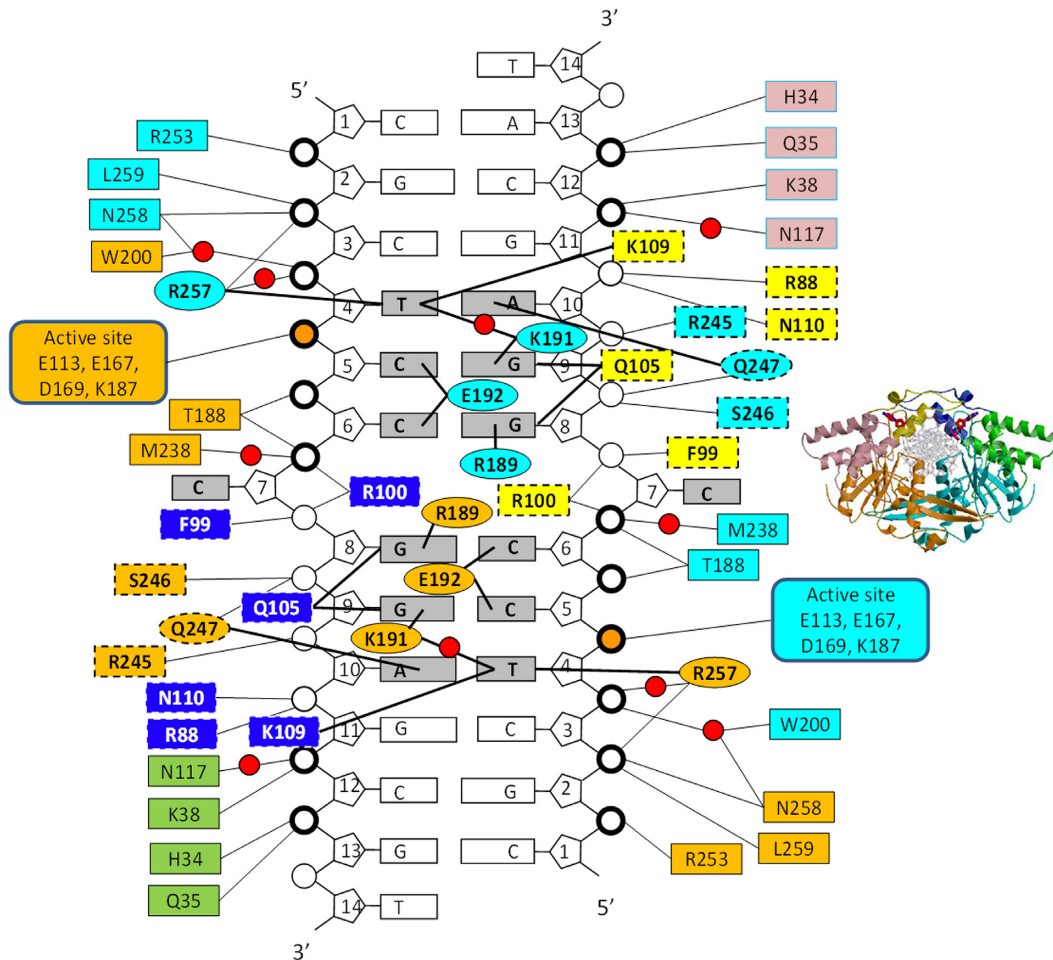 3’
T 14
5’
1 C A 13
H34
R253
Q35
L259
2 G C 12
K38
N258
3 C G 11
N117
W200
K109
R257
R88
4 T A 10
R245 N110
Active site
E113, E167,
D169, K187
K191
5 C G 9
Q105 Q247
E192
T188
S246
6 C G 8
M238
R189
F99
C 7 7 C
R100
R100
F99
R189
M238
8 G C 6
T188
E192
S246
Active site
E113, E167,
D169, K187
Q105
9 G C 5
Q247
K191
R245
10 A T 4
R257
N110
R88 K109
11 G C 3
W200
N117
12 C G 2
N258
K38
L259
H34
13 G C 1
R253
Q35
14 T
5’
3’